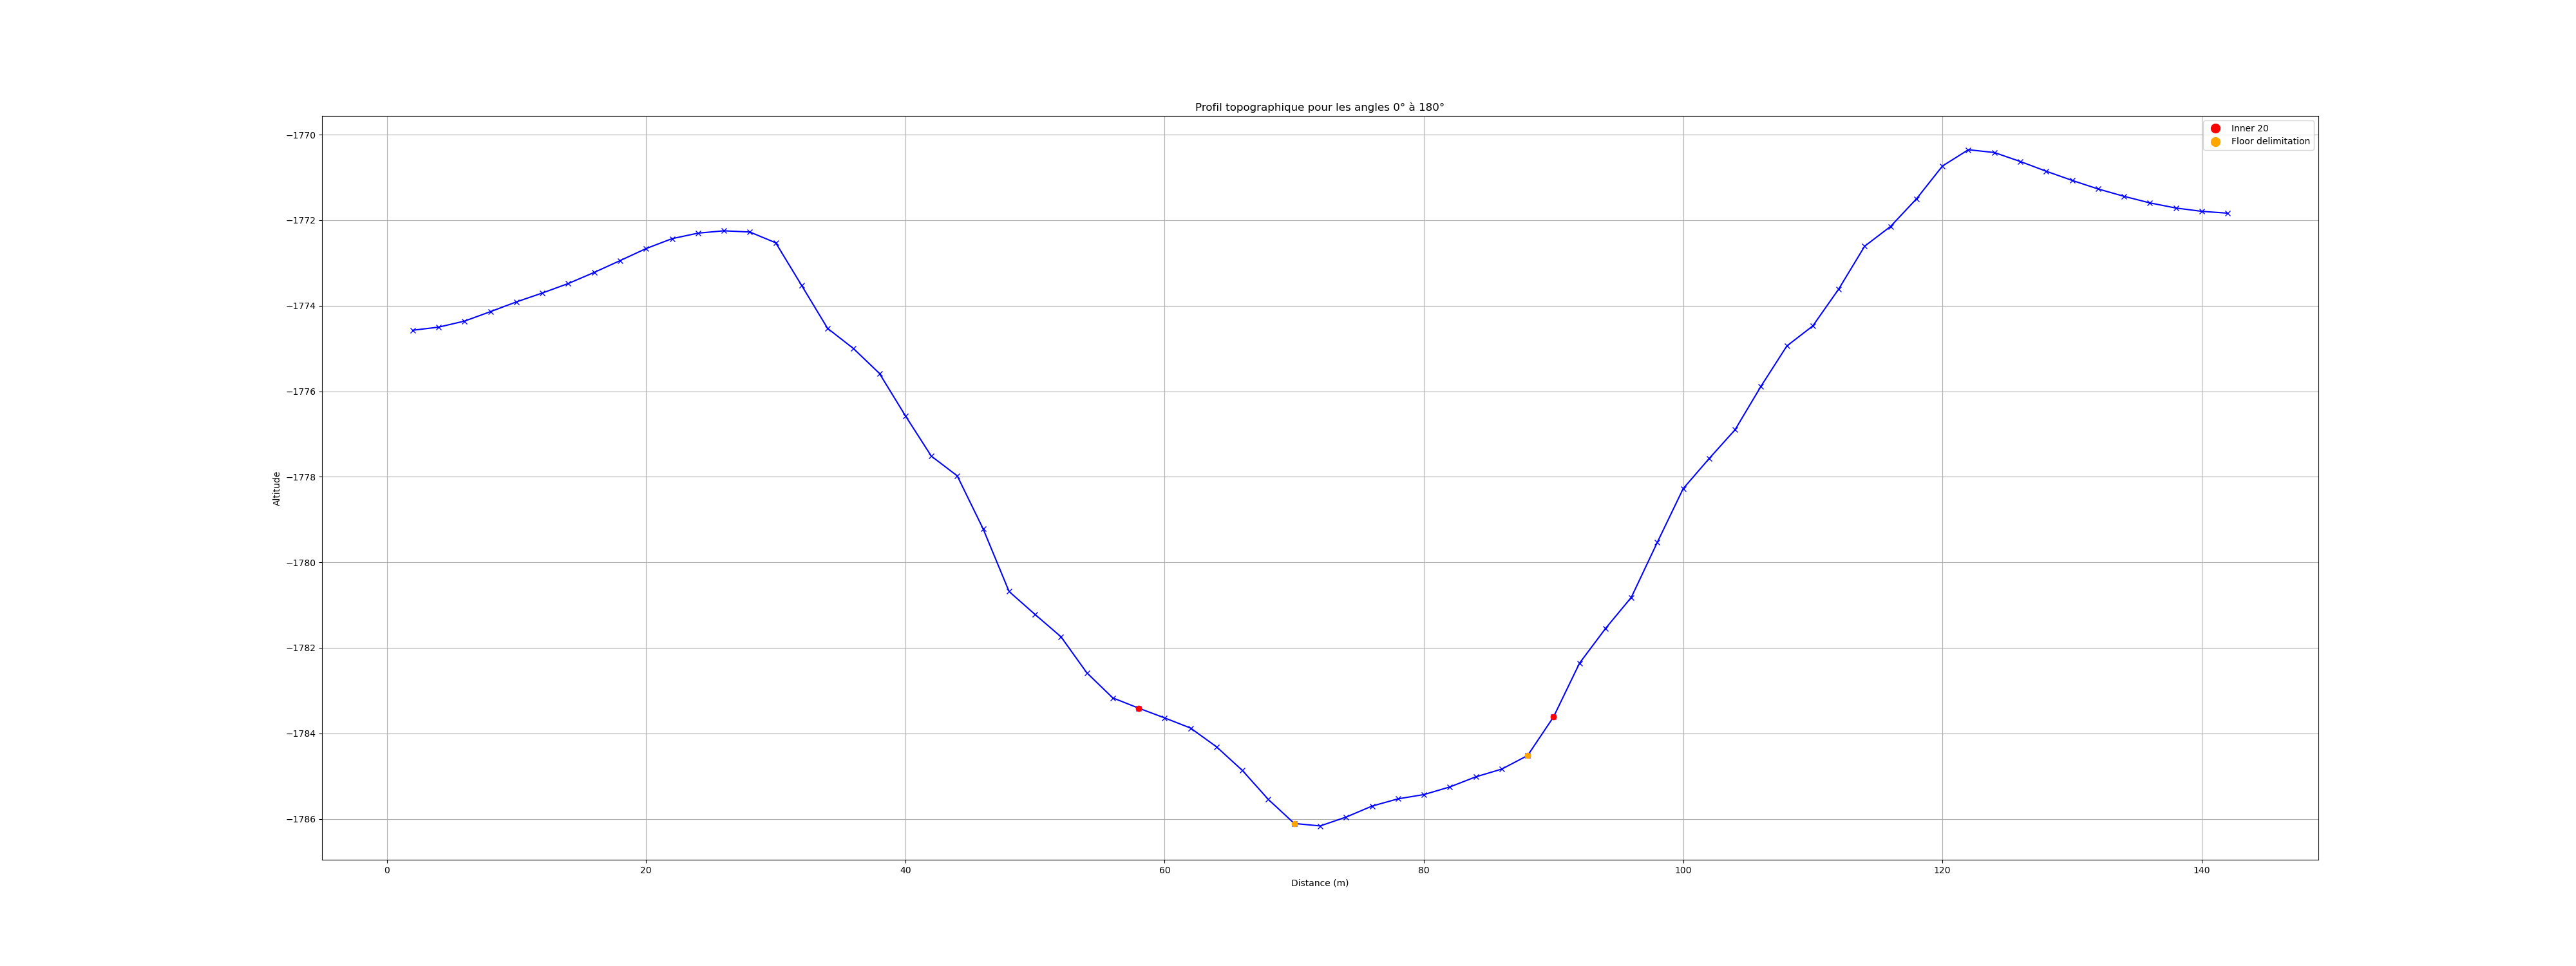 Profil topographique pour les angles 0° à 180°
Inner 20
Floor delimitation
−1770
−1772
−1774
−1776
−1778
−1780
−1782
−1784
−1786
Altitude
0 20 40 60 80 100 120 140
Distance (m)